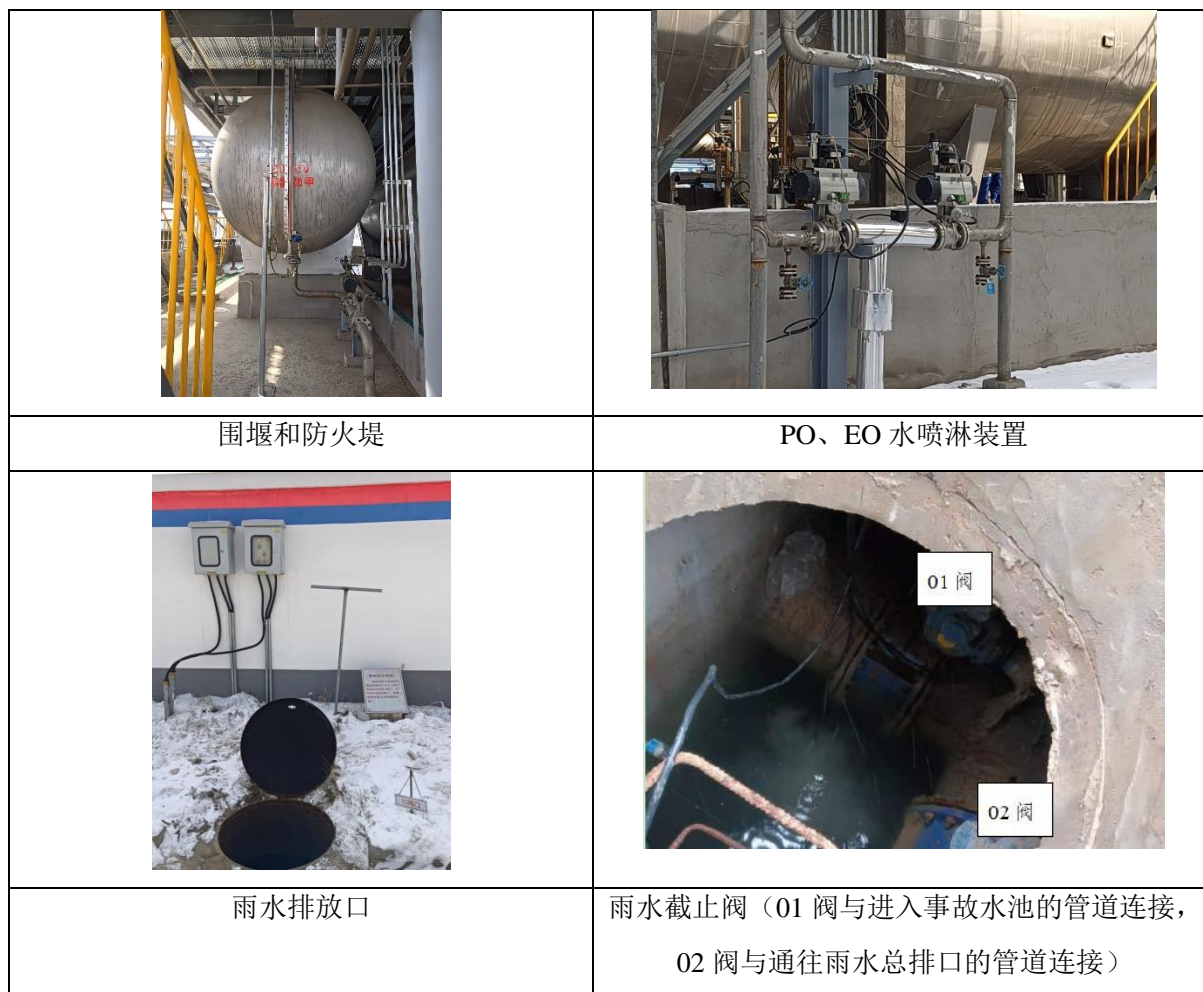 围堰和防火堤
PO、EO 水喷淋装置
01 阀
02 阀
雨水排放口
雨水截止阀（01 阀与进入事故水池的管道连接，
02 阀与通往雨水总排口的管道连接）